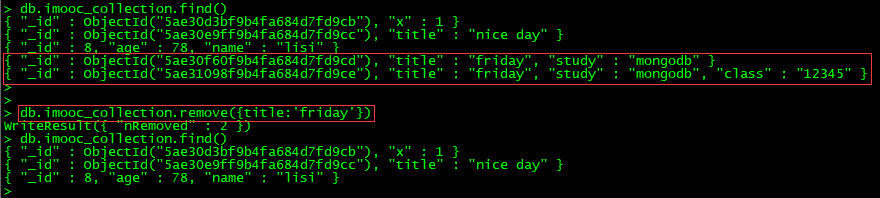 > db.imooc_collection.find()
{ "_id" : ObjectId("5ae30d3bf9b4fa684d7fd9cb"), "x" : 1 }
{ "_id" : ObjectId("5ae30e9ff9b4fa684d7fd9cc"), "title" : "nice day" }
{ "_id" : 8, "age" : 78, "name" : "lisi" }
{ "_id" : ObjectId("5ae30f60f9b4fa684d7fd9cd"), "title" : "friday", "study" : "mongodb" }
{ "_id" : ObjectId("5ae31098f9b4fa684d7fd9ce"), "title" : "friday", "study" : "mongodb", "class" : "12345" }
>
>
> db.imooc_collection.remove({title:'friday'})
WriteResult({ "nRemoved" : 2 })
> db.imooc_collection.find()
{ "_id" : ObjectId("5ae30d3bf9b4fa684d7fd9cb"), "x" : 1 }
{ "_id" : ObjectId("5ae30e9ff9b4fa684d7fd9cc"), "title" : "nice day" }
{ "_id" : 8, "age" : 78, "name" : "lisi" }
>